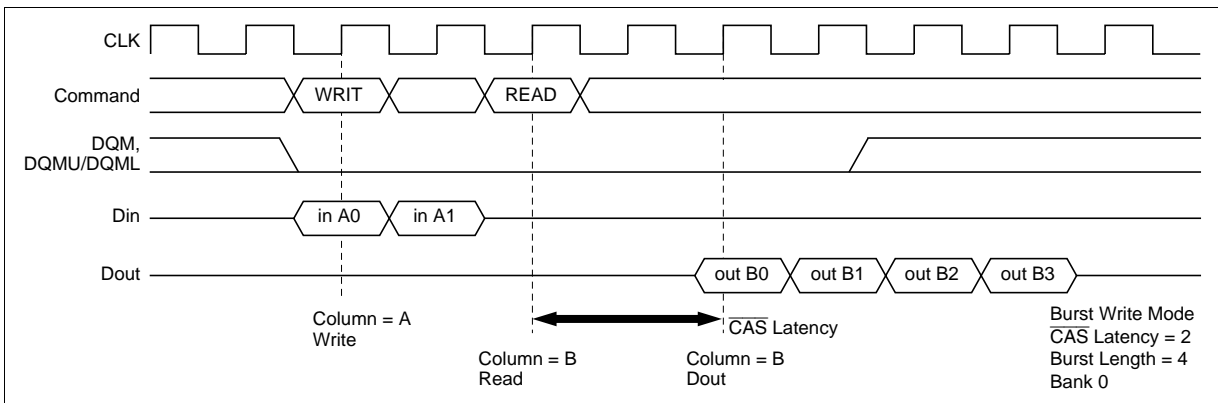 CLK
Command
WRIT
READ
DQM,
DQMU/DQML
Din
in A0
in A1
Dout
out B0
out B1
out B2
out B3
Column = A
Write
CAS Latency
Column = B
Read
Column = B
Dout
Burst Write Mode
CAS Latency = 2
Burst Length = 4
Bank 0